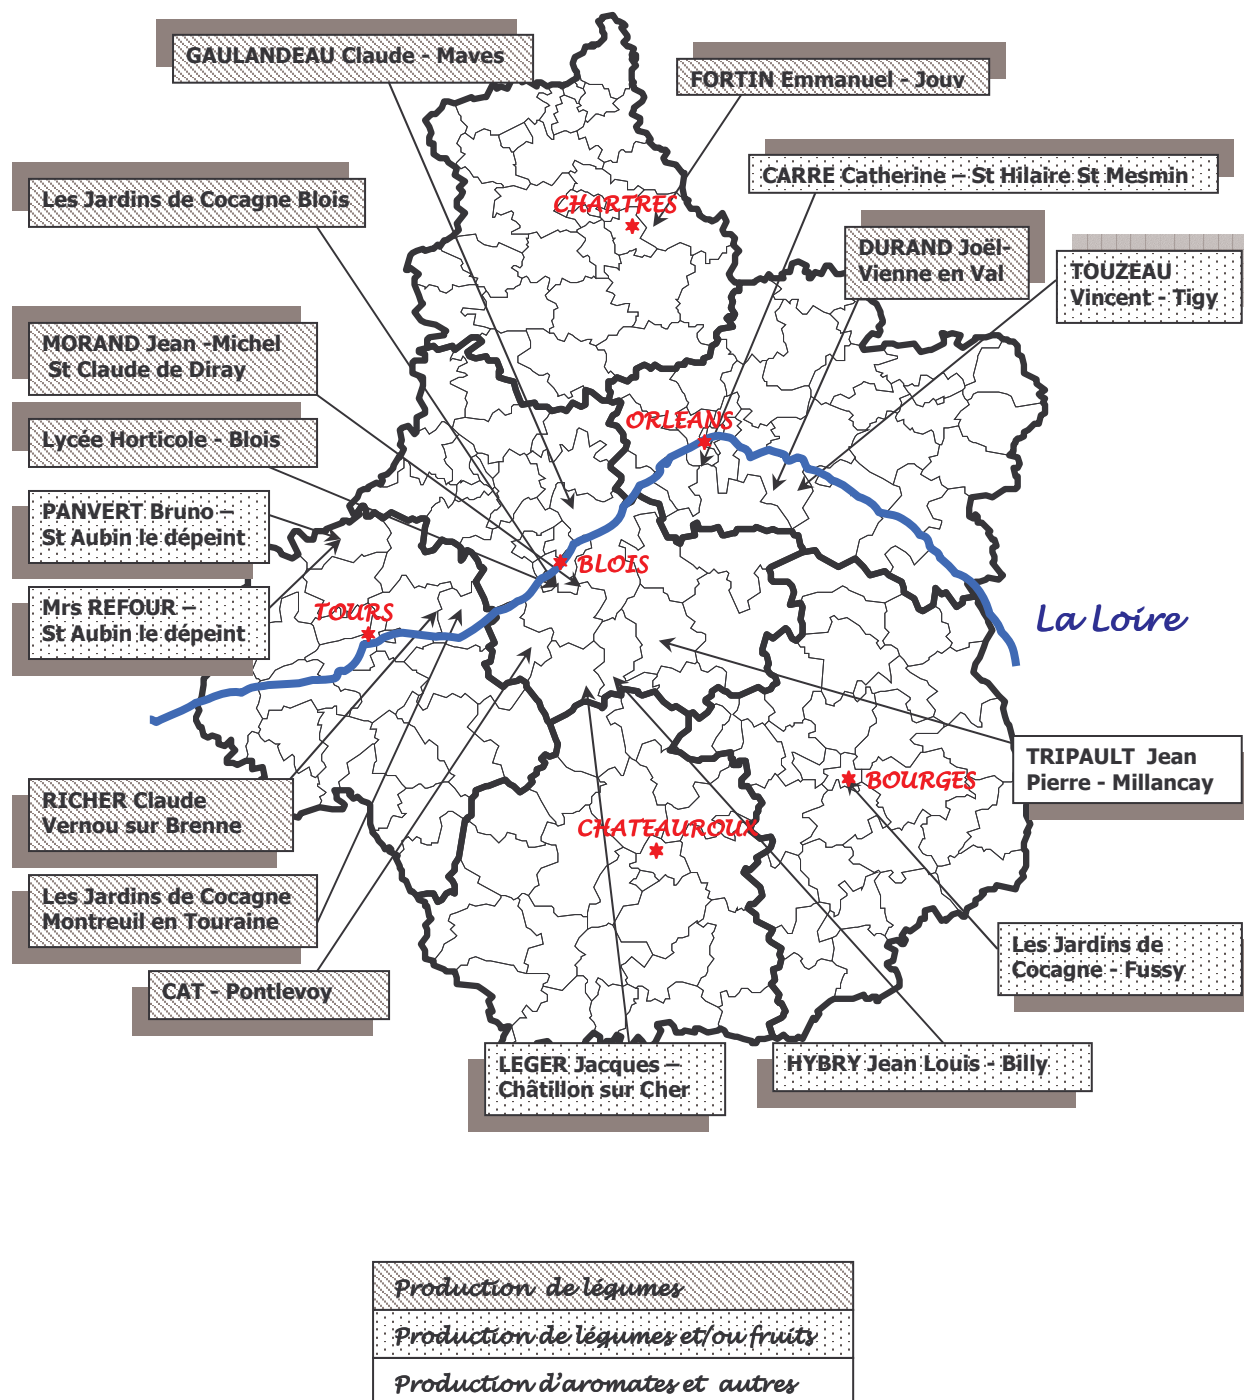 GAULANDEAU Claude - Maves
FORTIN Emmanuel - Jouy
CARRE Catherine – St Hilaire St Mesmin
Les Jardins de Cocagne Blois
CHARTRES
DURAND Joël-
Vienne en Val
TOUZEAU
Vincent - Tigy
MORAND Jean -Michel
St Claude de Diray
Lycée Horticole - Blois
ORLEANS
PANVERT Bruno –
St Aubin le dépeint
BLOIS
Mrs REFOUR –
St Aubin le dépeint
TOURS
La Loire
TRIPAULT Jean
Pierre - Millancay
RICHER Claude
Vernou sur Brenne
BOURGES
CHATEAUROUX
Les Jardins de Cocagne
Montreuil en Touraine
Les Jardins de
Cocagne - Fussy
CAT - Pontlevoy
LEGER Jacques –
Châtillon sur Cher
HYBRY Jean Louis - Billy
Production de légumes
Production de légumes et/ou fruits
Production d'aromates et autres